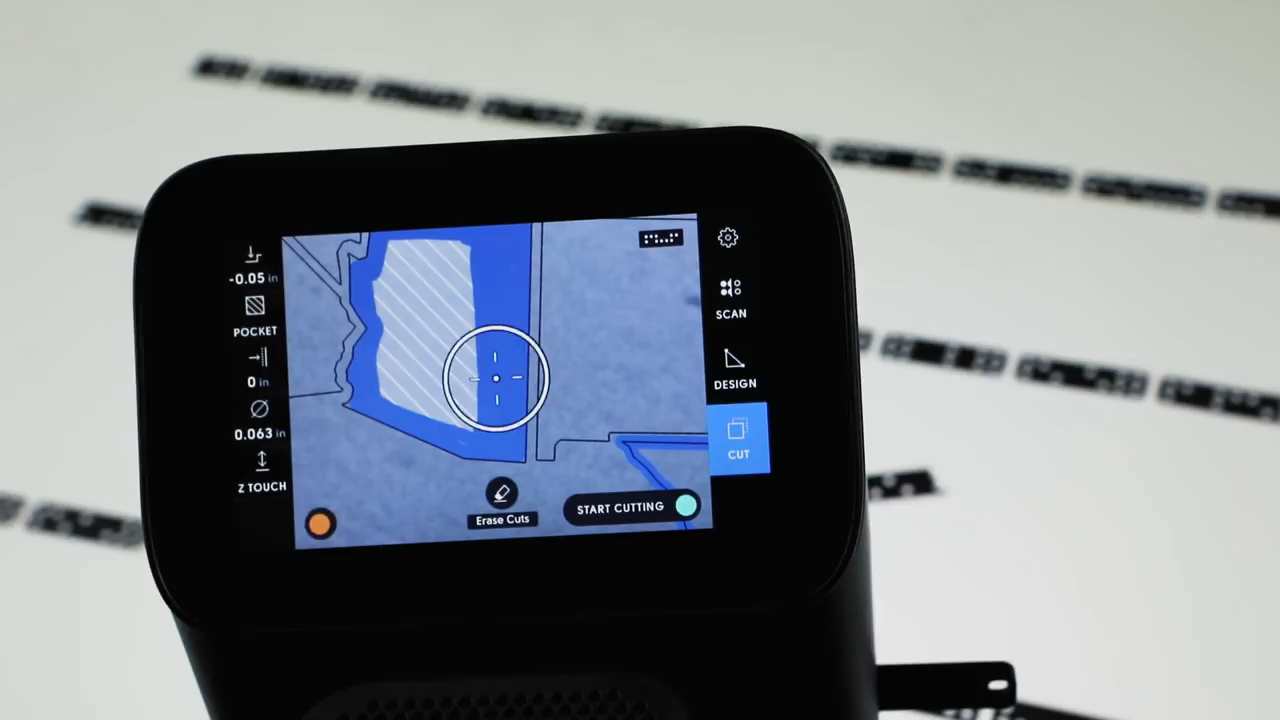 -0.05 in
POCKET
0 in
0.063 in
Z TOUCH
SCAN
DESIGN
CUT
Erase Cuts
START CUTTING